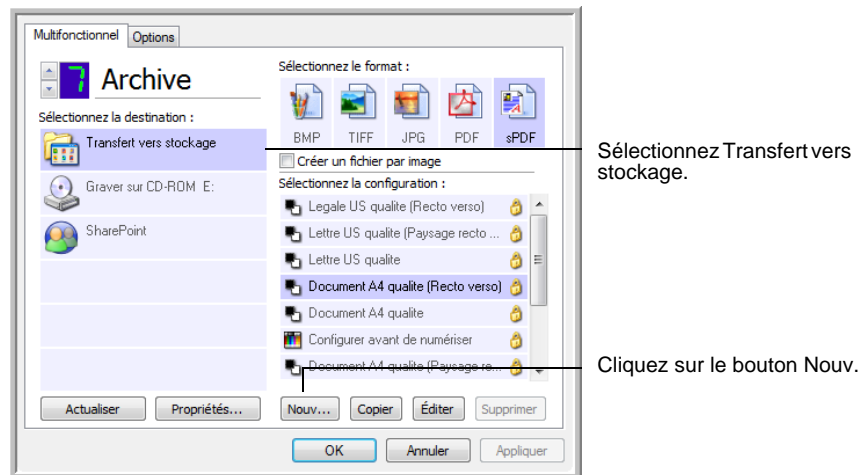 Multifonctionnel
Options
7
Archive
Sélectionnez la destination :
Transfert vers stockage
Graver sur CD-ROM E:
SharePoint
Actualiser
Propriétés...
Sélectionnez le format :
BMP
TIFF
JPG
PDF
sPDF
Créer un fichier par image
Sélectionnez la configuration :
Legale US qualite (Recto verso)
Lettre US qualite (Paysage recto ...
Lettre US qualite
Document A4 qualite (Recto verso)
Document A4 qualite
Configurer avant de numériser
Document A4 qualite (Paysage re...
Nouv...
Copier
Éditer
Supprimer
OK
Annuler
Appliquer
Sélectionnez Transfert vers
stockage.
Cliquez sur le bouton Nouv.